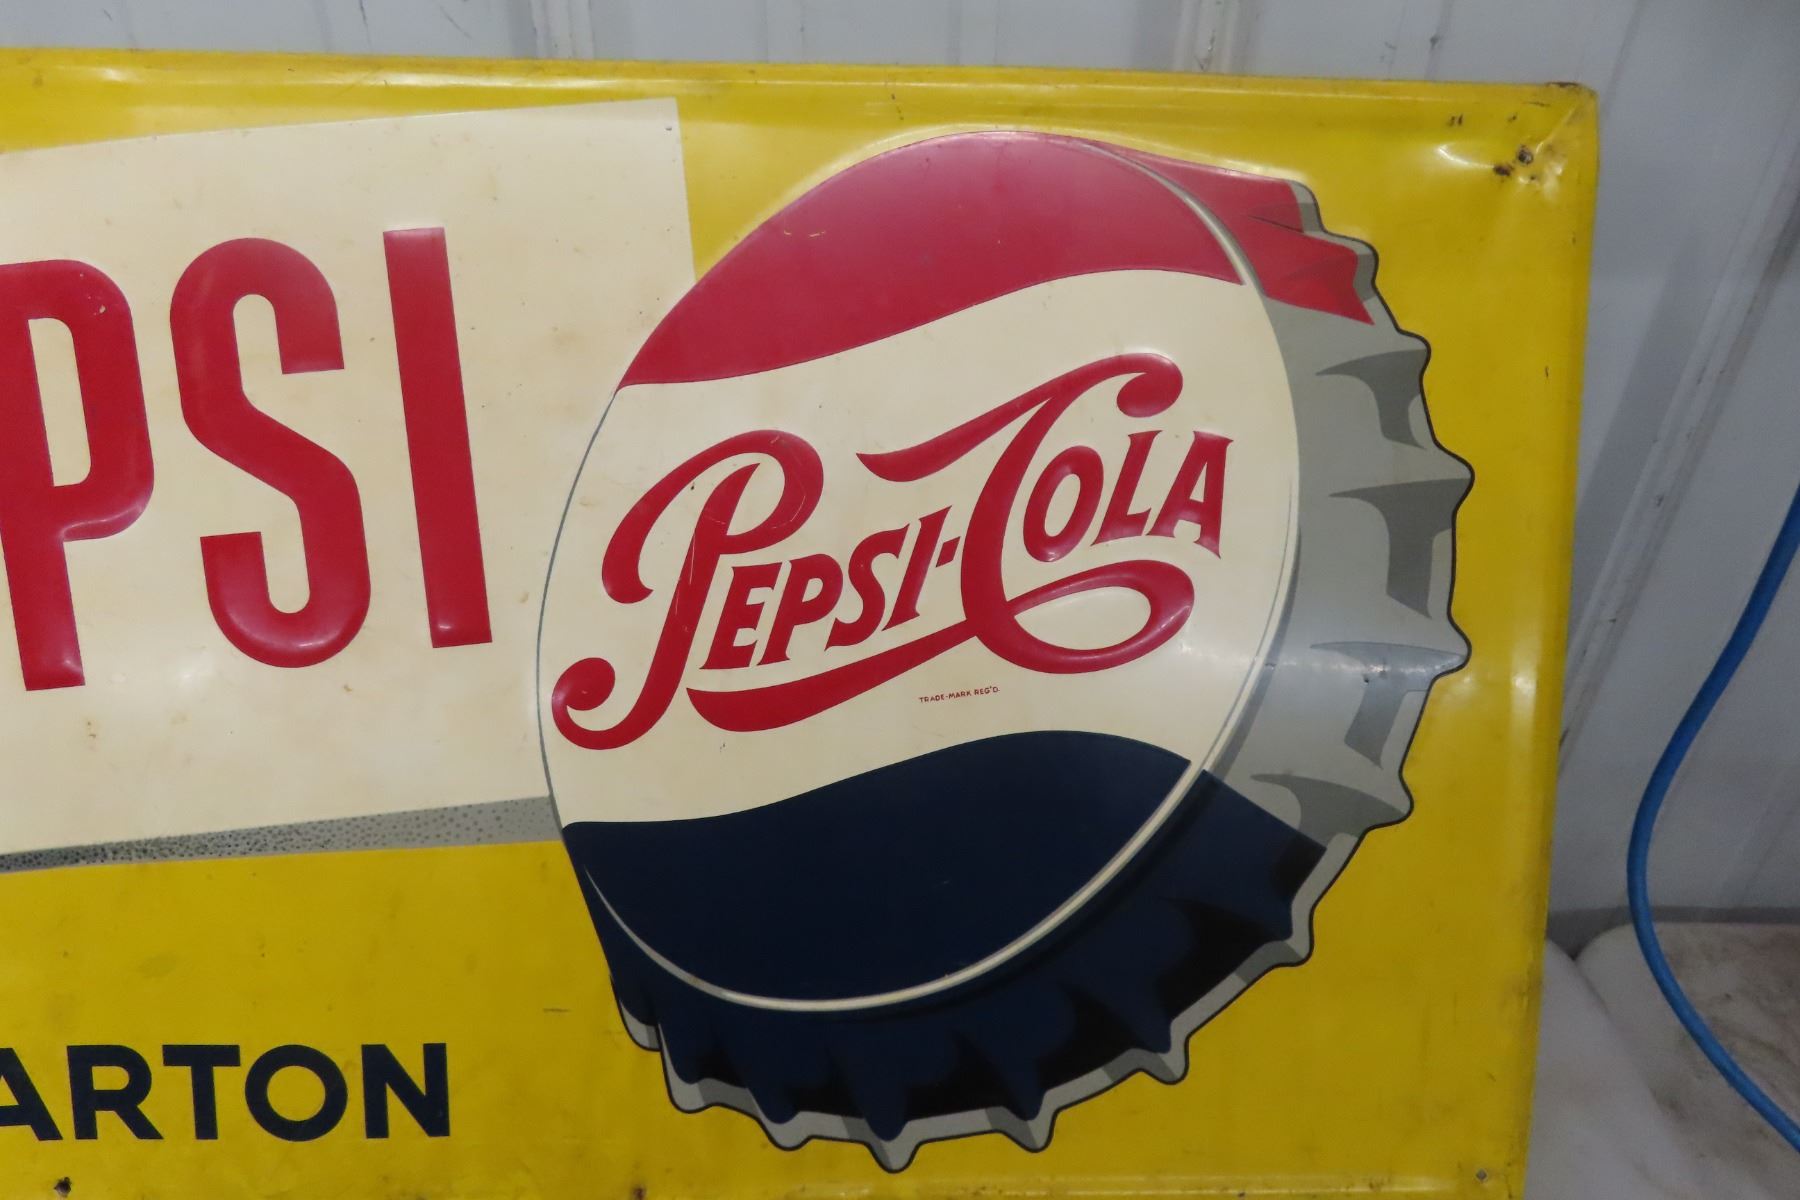 PSI
PEPSI-COLA
TRADE-MARK REG'D.
ARTON